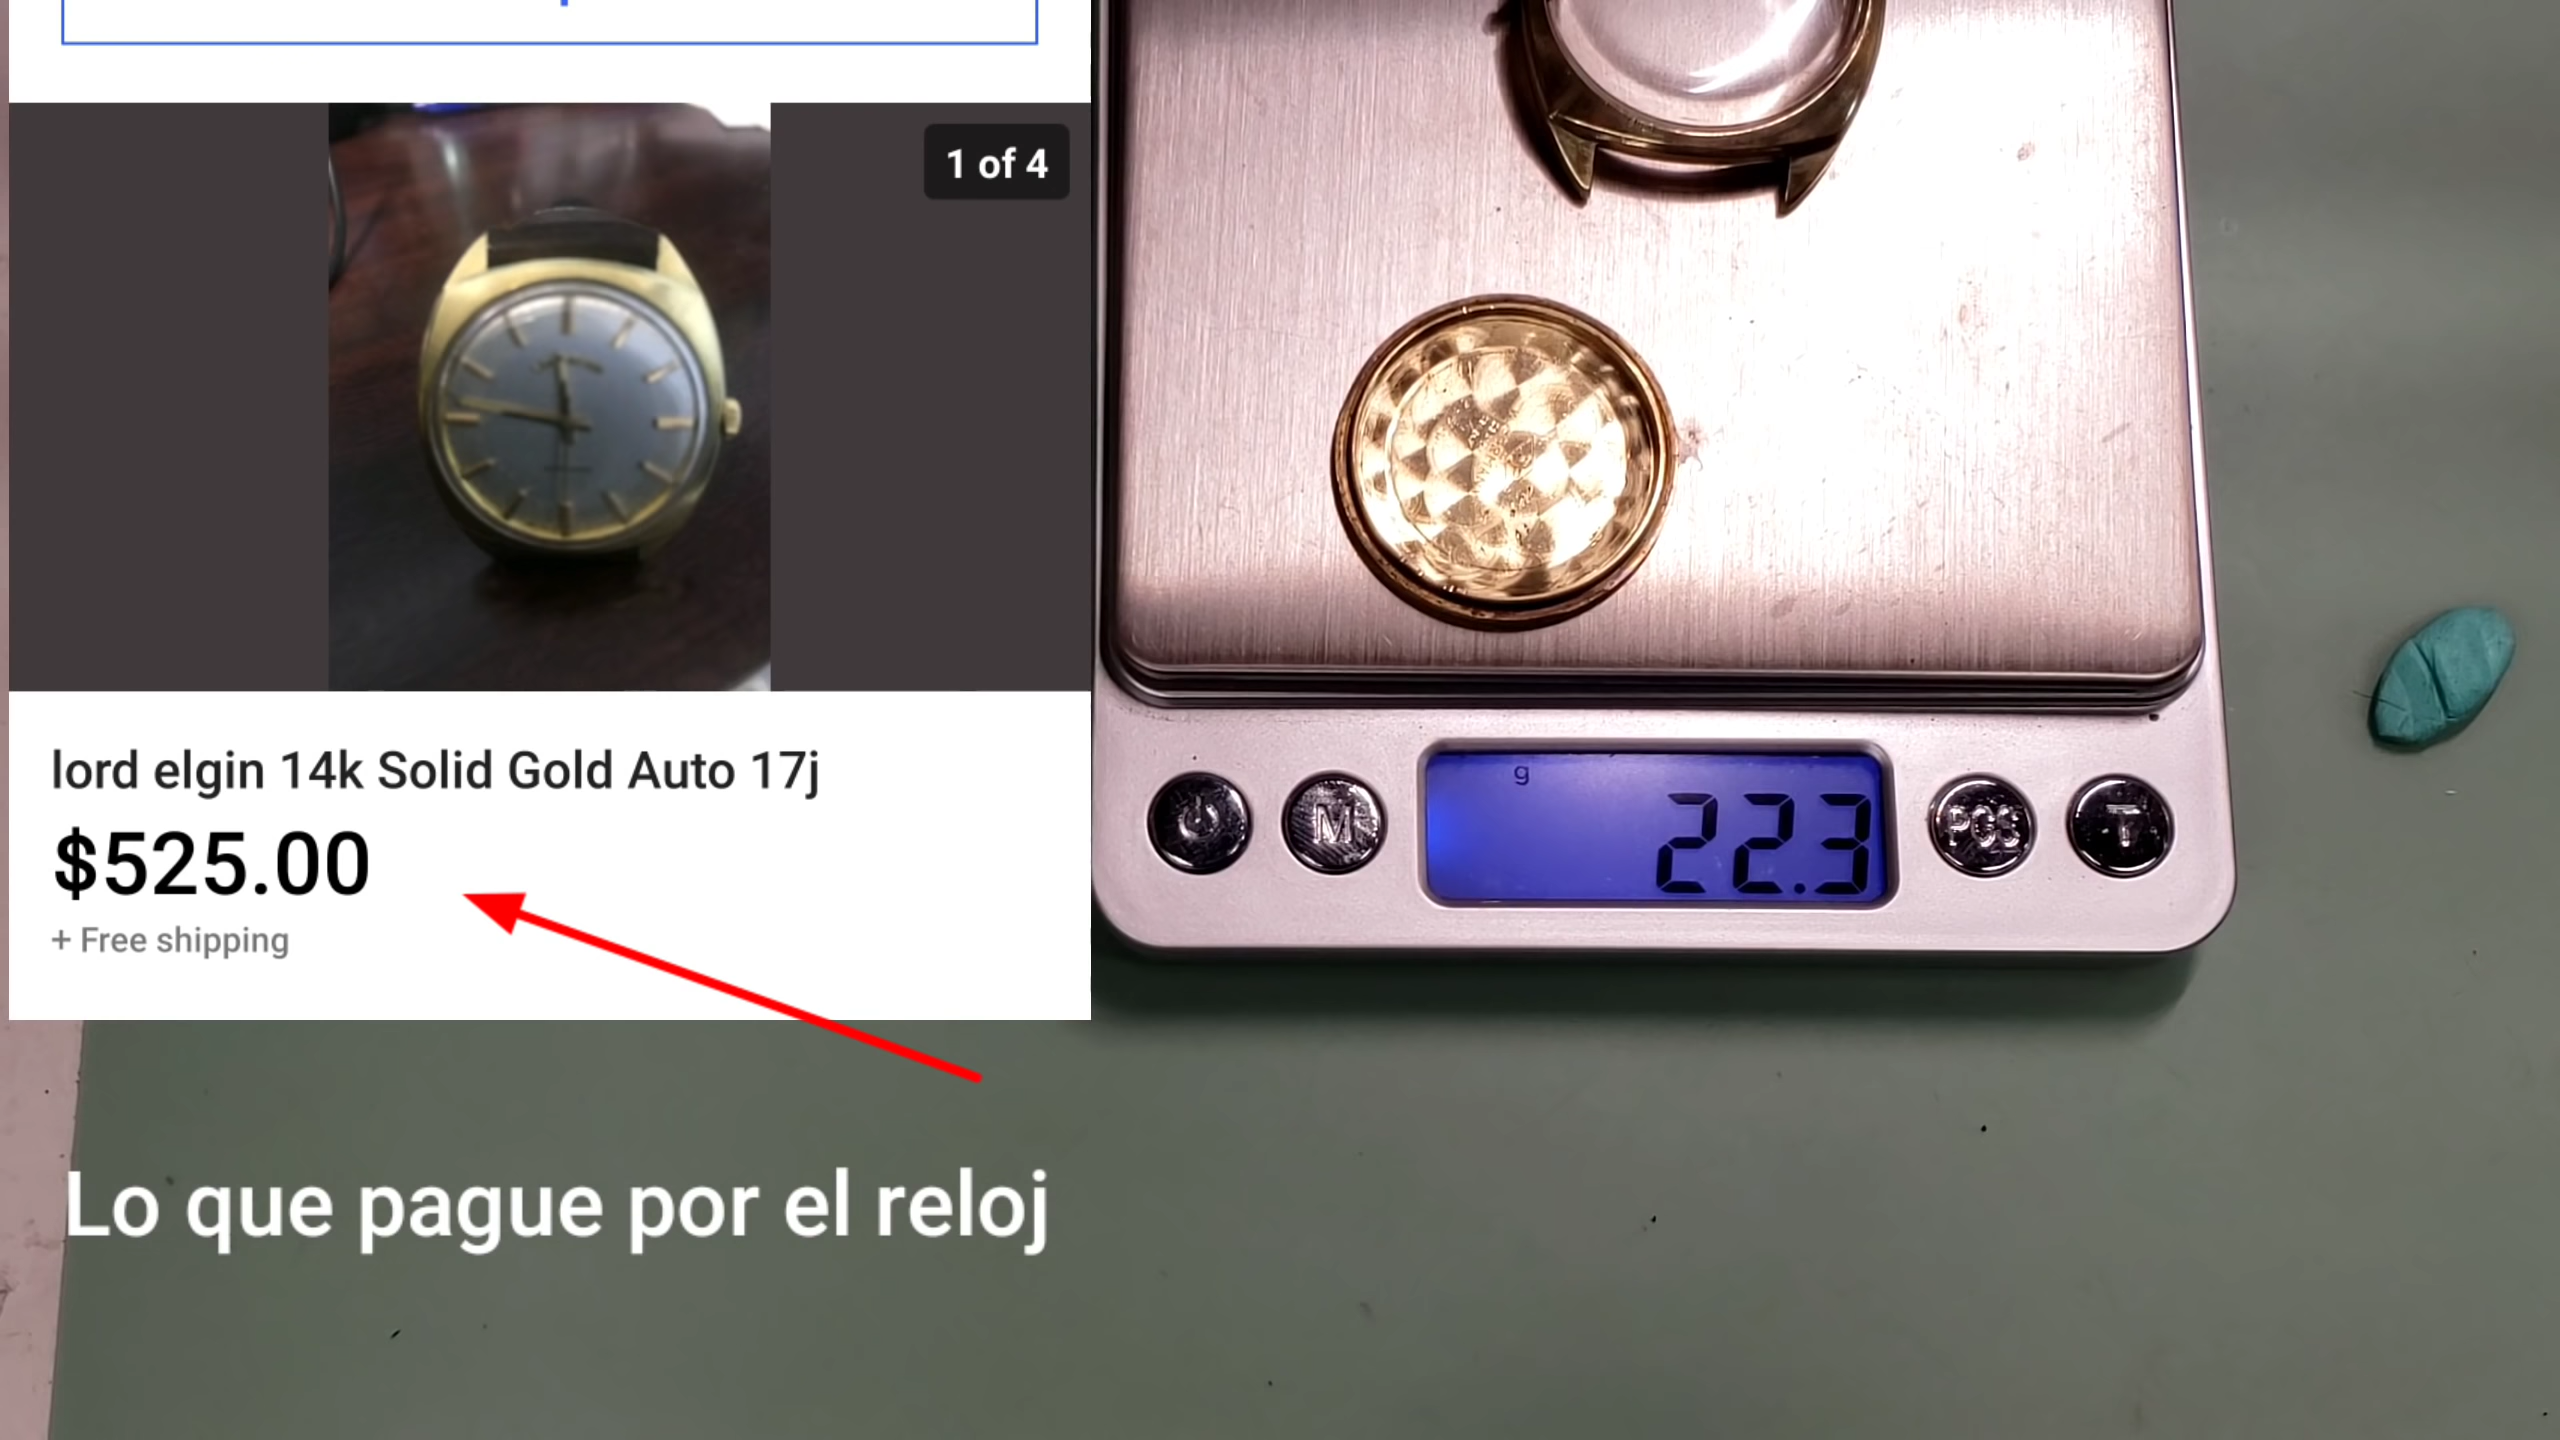 1 of 4
lord elgin 14k Solid Gold Auto 17j
$525.00
+ Free shipping
Lo que pague por el reloj
g
22.3
M
PCS
T